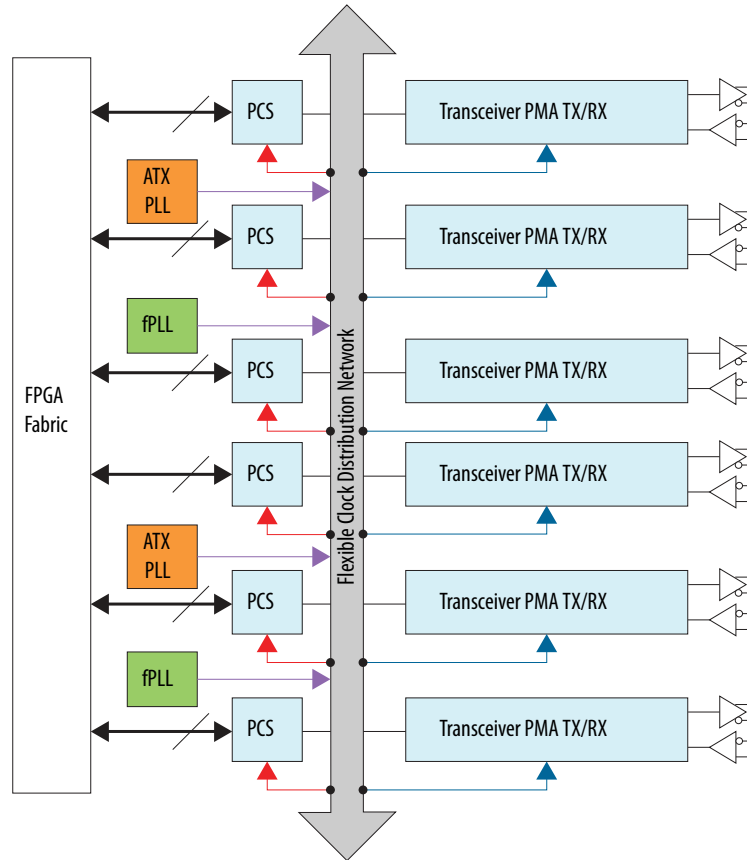 PCS
Transceiver PMA TX/RX
ATX
PLL
PCS
Transceiver PMA TX/RX
fPLL
PCS
Transceiver PMA TX/RX
FPGA
Fabric
Flexible Clock Distribution Network
PCS
Transceiver PMA TX/RX
ATX
PLL
PCS
Transceiver PMA TX/RX
fPLL
PCS
Transceiver PMA TX/RX